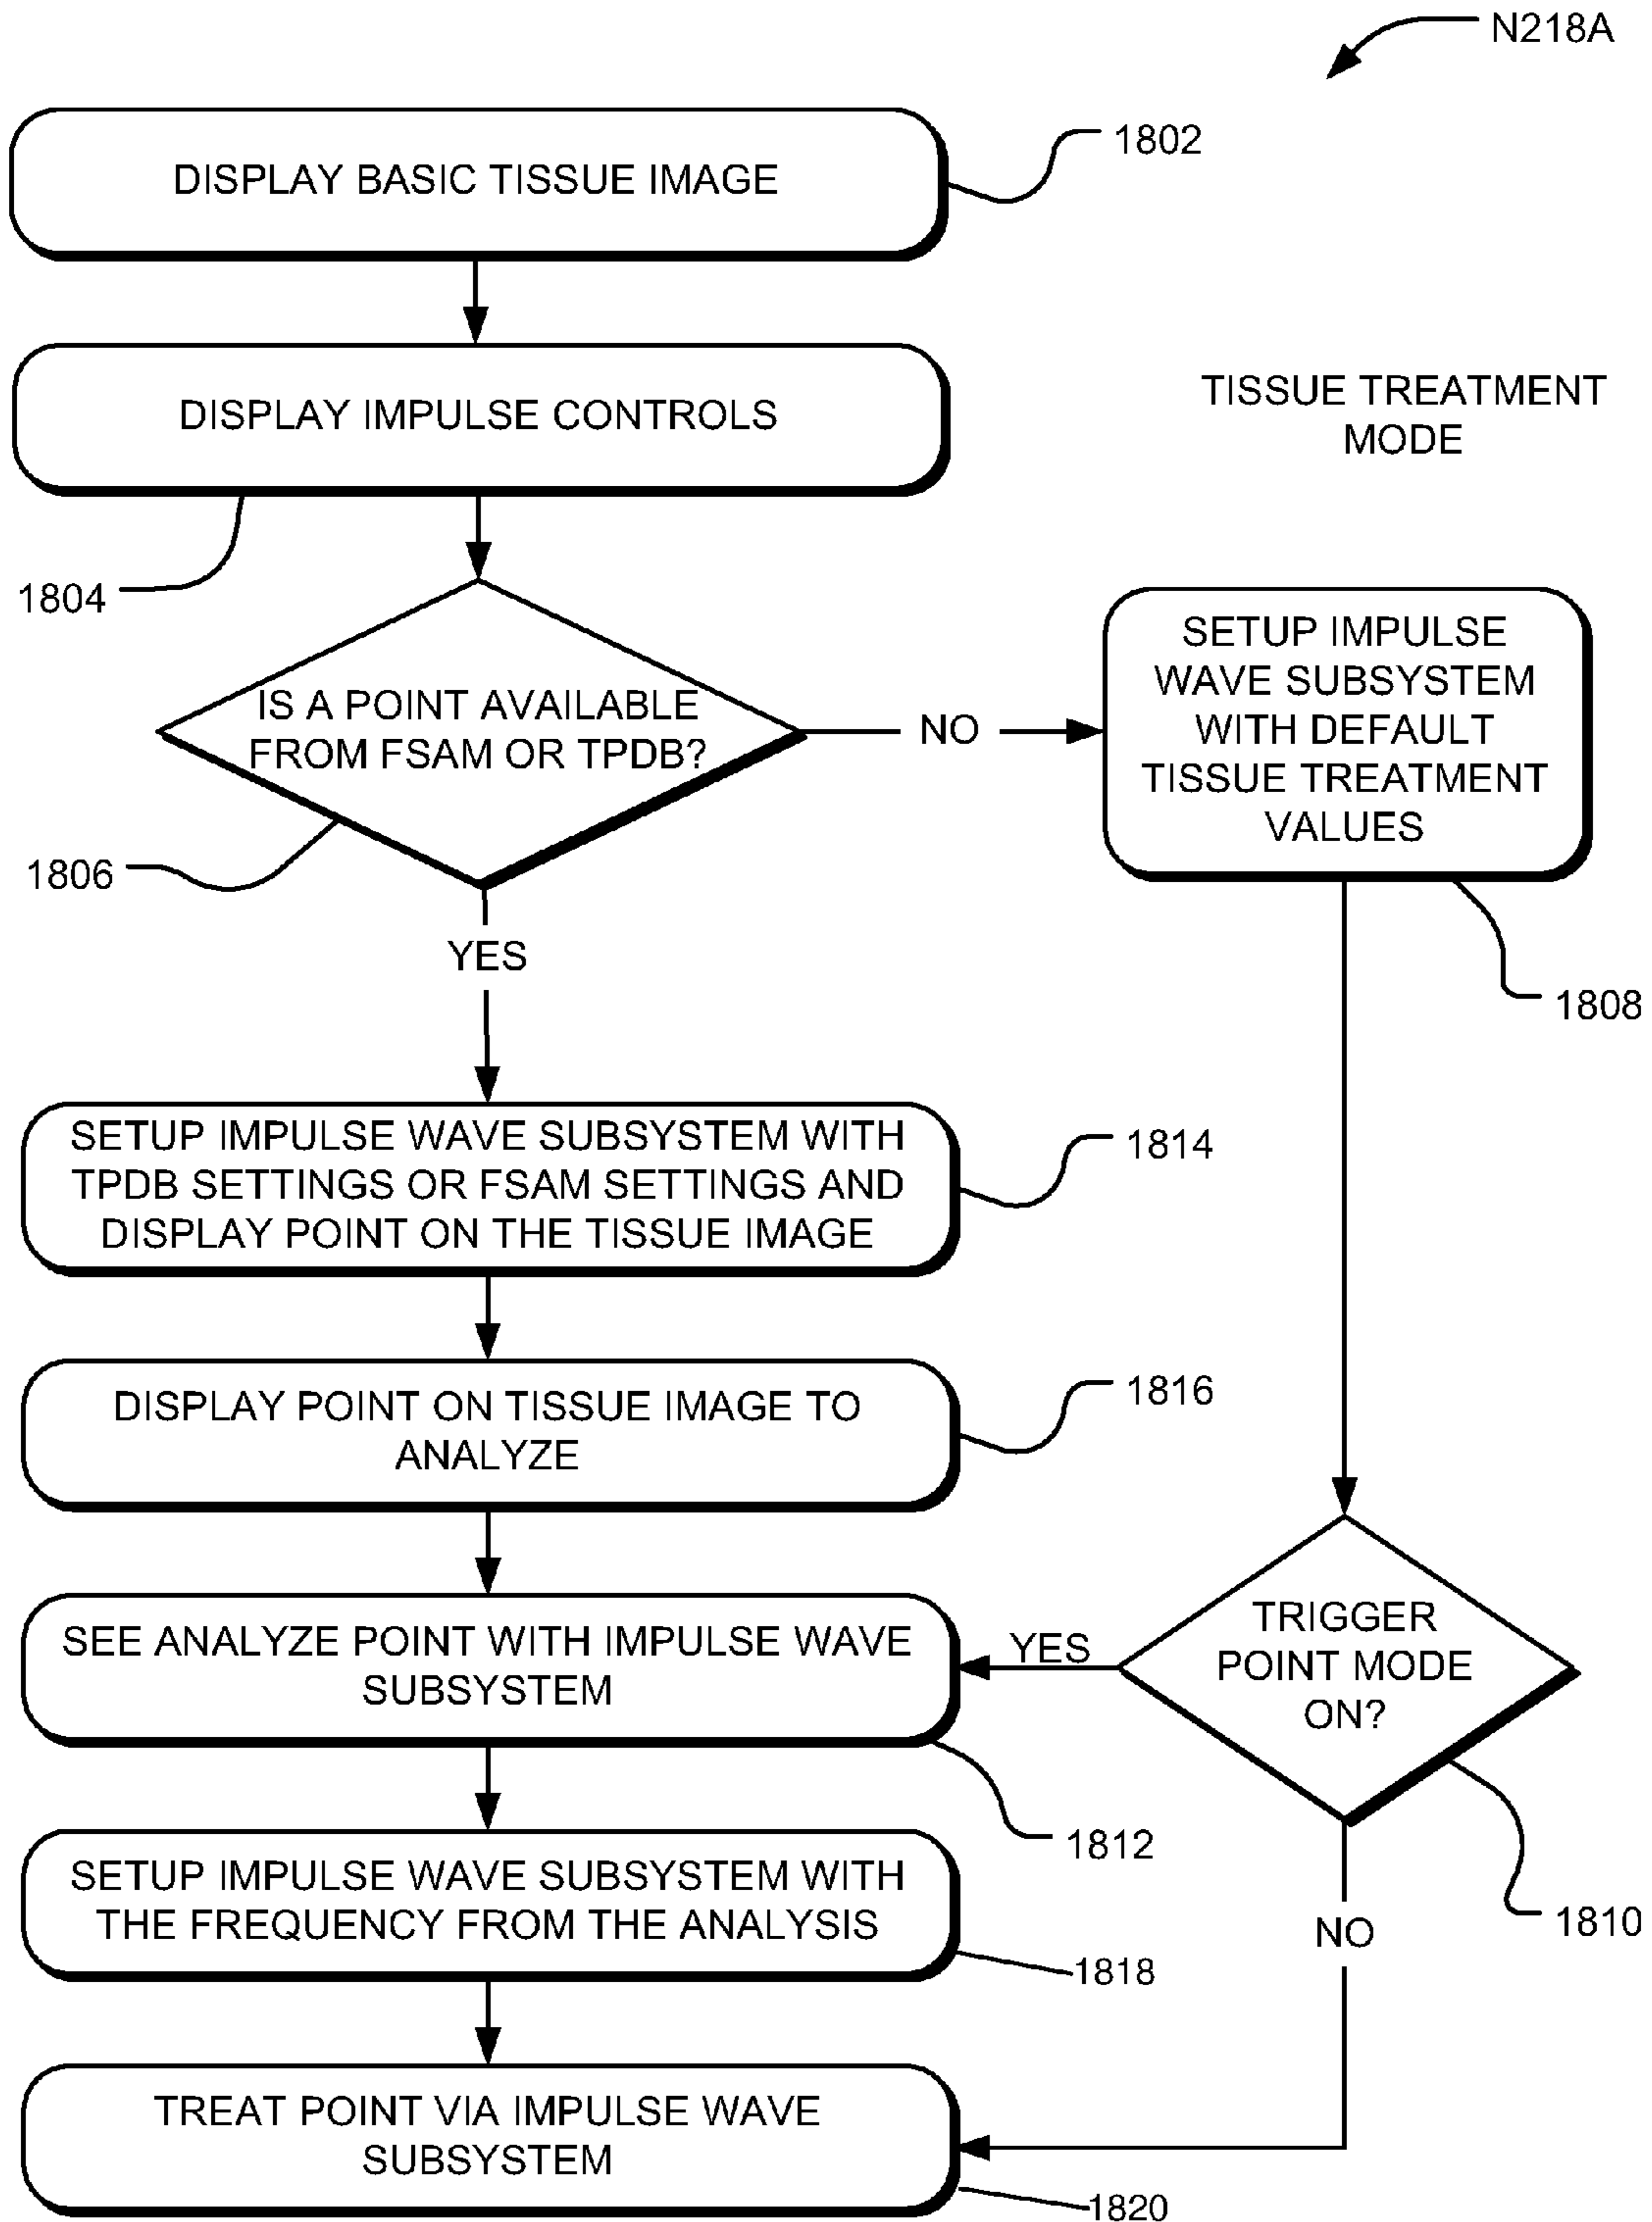 N218A
DISPLAY BASIC TISSUE IMAGE
1802
DISPLAY IMPULSE CONTROLS
1804
TISSUE TREATMENT
MODE
IS A POINT AVAILABLE
FROM FSAM OR TPDB?
1806
NO
SETUP IMPULSE
WAVE SUBSYSTEM
WITH DEFAULT
TISSUE TREATMENT
VALUES
1808
YES
SETUP IMPULSE WAVE SUBSYSTEM WITH
TPDB SETTINGS OR FSAM SETTINGS AND
DISPLAY POINT ON THE TISSUE IMAGE
1814
DISPLAY POINT ON TISSUE IMAGE TO
ANALYZE
1816
SEE ANALYZE POINT WITH IMPULSE WAVE
SUBSYSTEM
1812
YES
TRIGGER
POINT MODE
ON?
1810
NO
SETUP IMPULSE WAVE SUBSYSTEM WITH
THE FREQUENCY FROM THE ANALYSIS
1818
TREAT POINT VIA IMPULSE WAVE
SUBSYSTEM
1820